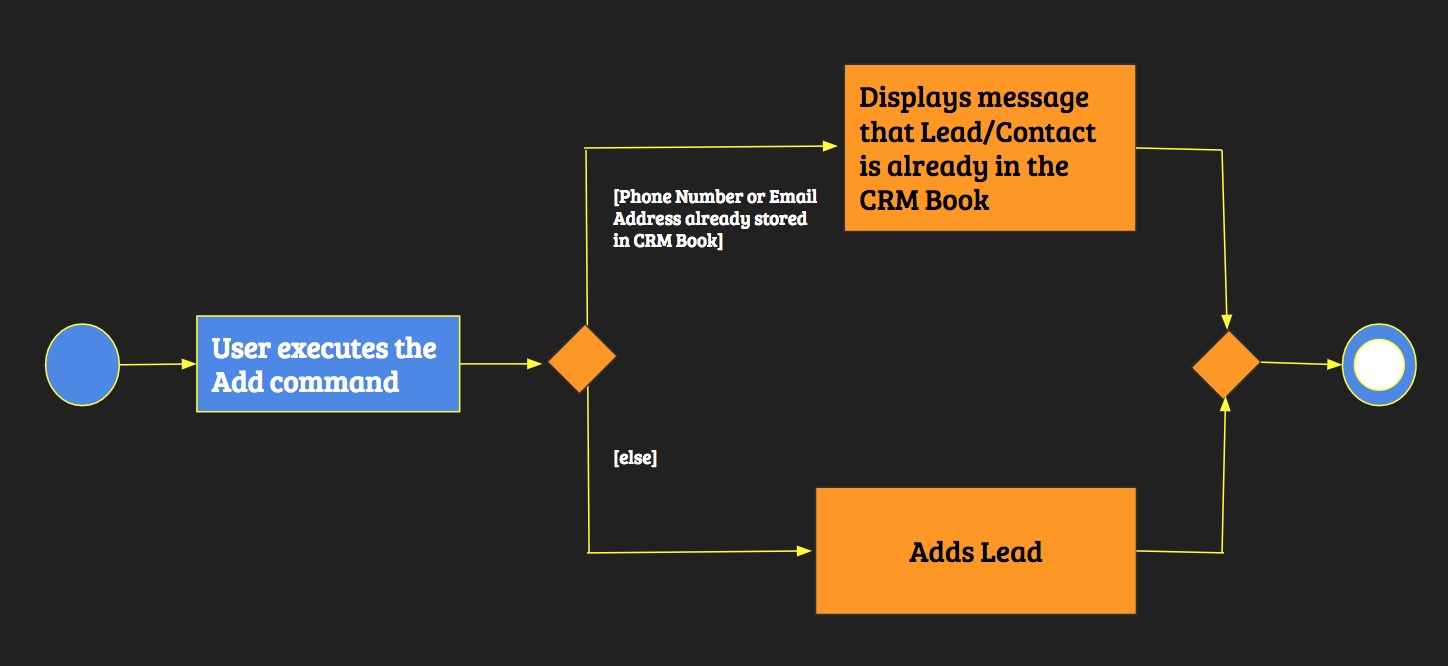 Displays message
that Lead/Contact
is already in the
CRM Book
[Phone Number or Email
Address already stored
in CRM Book]
User executes the
Add command
[else]
Adds Lead